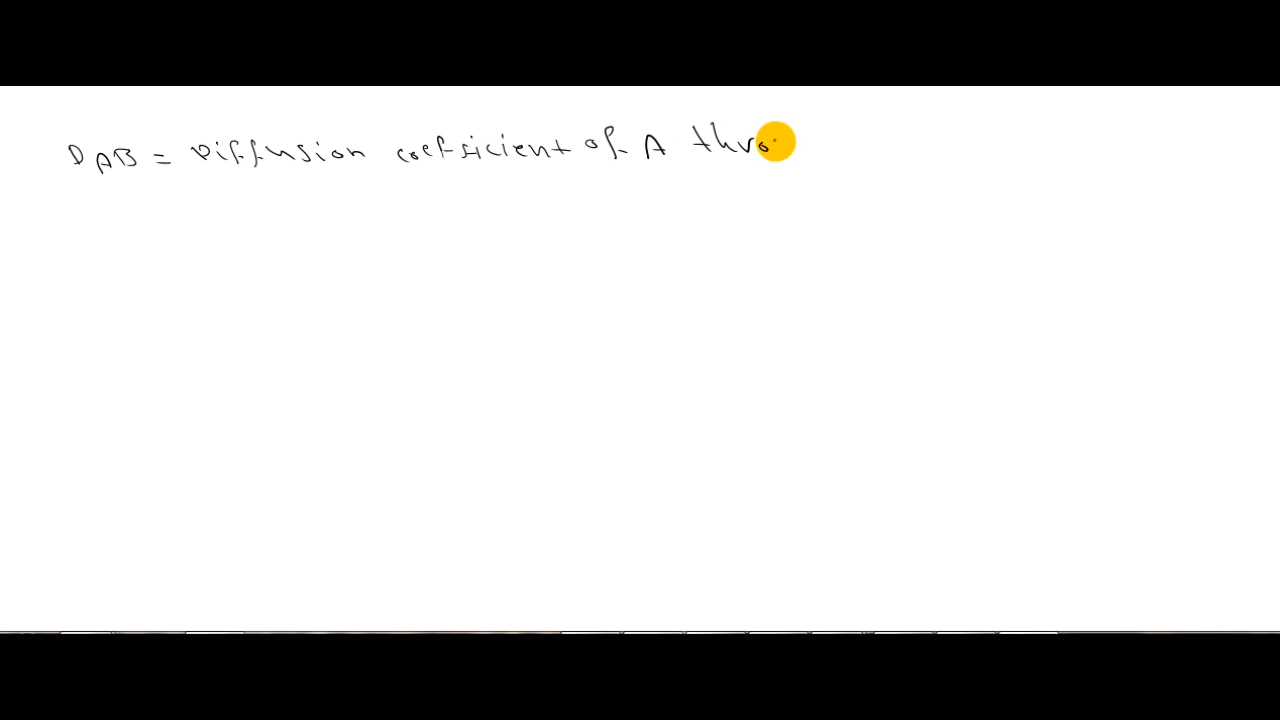 DAB = Diffusion coefficient of A thro